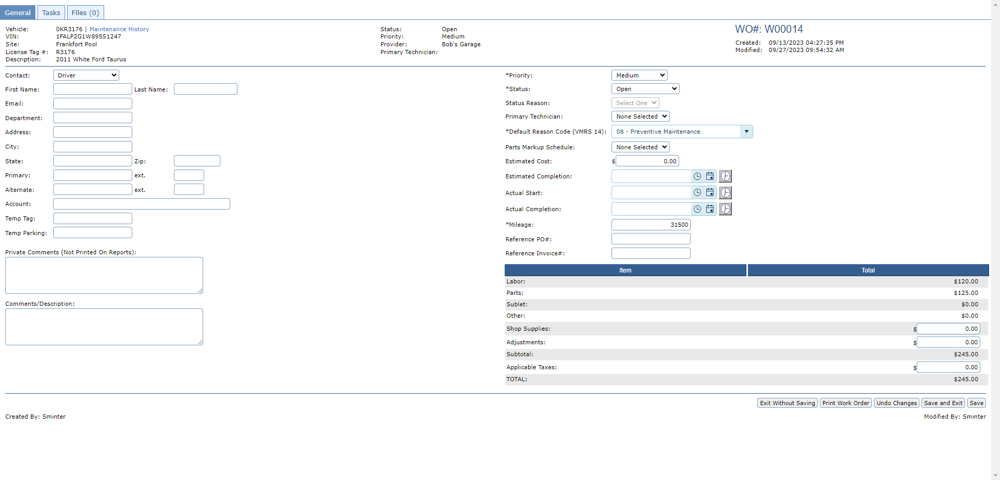 General Tasks Files (0)
Vehicle: 0KR3176 | Maintenance History
VIN: 1FALP2G1W895S1247
Site: Frankfort Pool
License Tag #: R3176
Description: 2011 White Ford Taurus
Status: Open
Priority: Medium
Provider: Bob's Garage
Primary Technician:
WO#: W00014
Created: 09/13/2023 04:27:35 PM
Modified: 09/27/2023 09:54:32 AM
Contact: Driver
First Name: Last Name:
Email:
Department:
Address:
City:
State: Zip:
Primary: ext.
Alternate: ext.
Account:
Temp Tag:
Temp Parking:
Private Comments (Not Printed On Reports):
Comments/Description:
*Priority: Medium
*Status: Open
Status Reason: Select One
Primary Technician: None Selected
*Default Reason Code (VMRS 14): 08 - Preventive Maintenance
Parts Markup Schedule: None Selected
Estimated Cost: $ 0.00
Estimated Completion:
Actual Start:
Actual Completion:
*Mileage: 31500
Reference PO#:
Reference Invoice#:
Item Total
Labor: $120.00
Parts: $125.00
Sublet: $0.00
Other: $0.00
Shop Supplies: $ 0.00
Adjustments: $ 0.00
Subtotal: $245.00
Applicable Taxes: $ 0.00
TOTAL: $245.00
Exit Without Saving Print Work Order Undo Changes Save and Exit Save
Created By: Sminter Modified By: Sminter